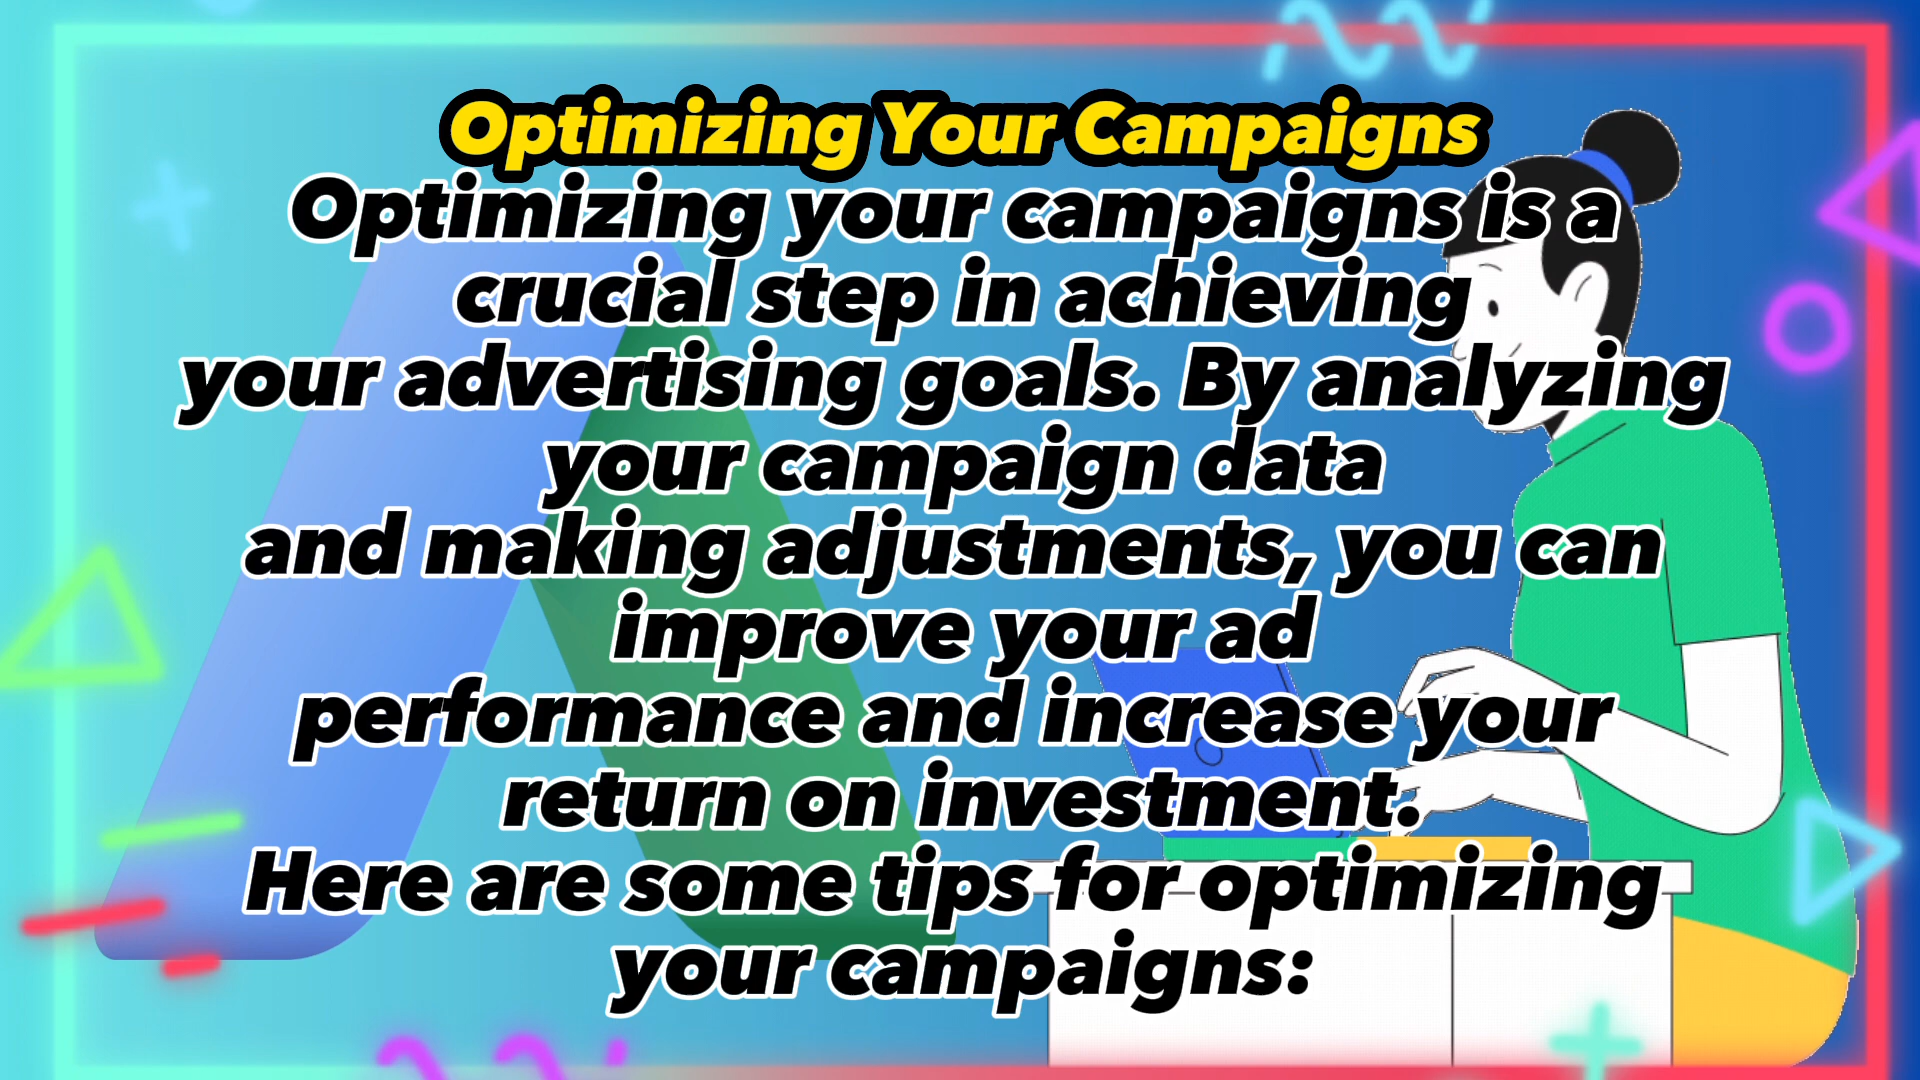 Optimizing Your Campaigns
Optimizing your campaigns is a
crucial step in achieving
your advertising goals. By analyzing
your campaign data
and making adjustments, you can
improve your ad
performance and increase your
return on investment.
Here are some tips for optimizing
your campaigns: